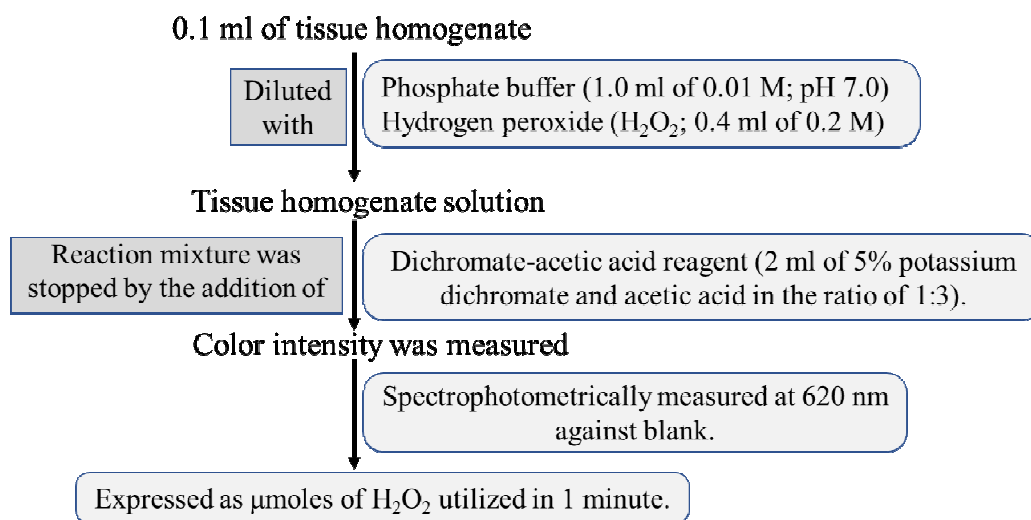 0.1 ml of tissue homogenate
Diluted
with
Phosphate buffer (1.0 ml of 0.01 M; pH 7.0)
Hydrogen peroxide (H₂O₂; 0.4 ml of 0.2 M)
Tissue homogenate solution
Reaction mixture was
stopped by the addition of
Dichromate-acetic acid reagent (2 ml of 5% potassium
dichromate and acetic acid in the ratio of 1:3).
Color intensity was measured
Spectrophotometrically measured at 620 nm
against blank.
Expressed as μmoles of H₂O₂ utilized in 1 minute.